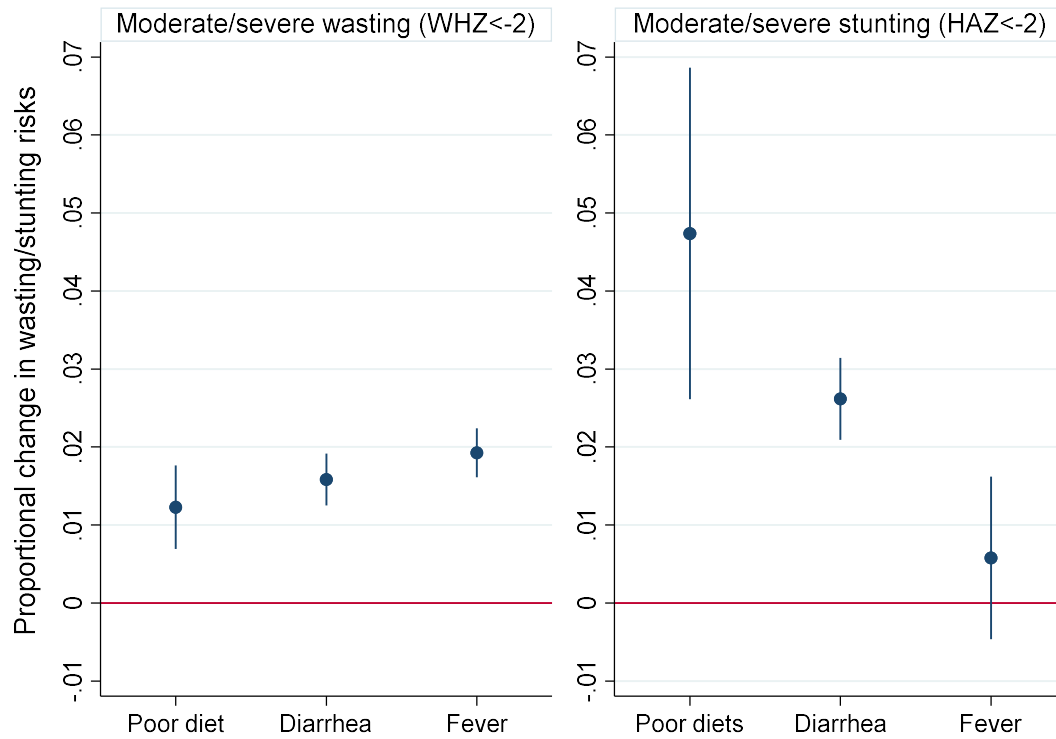 Moderate/severe wasting (WHZ<-2)
Moderate/severe stunting (HAZ<-2)
Proportional change in wasting/stunting risks
.07
.06
.05
.04
.03
.02
.01
0
-.01
Poor diet
Diarrhea
Fever
.07
.06
.05
.04
.03
.02
.01
0
-.01
Poor diets
Diarrhea
Fever